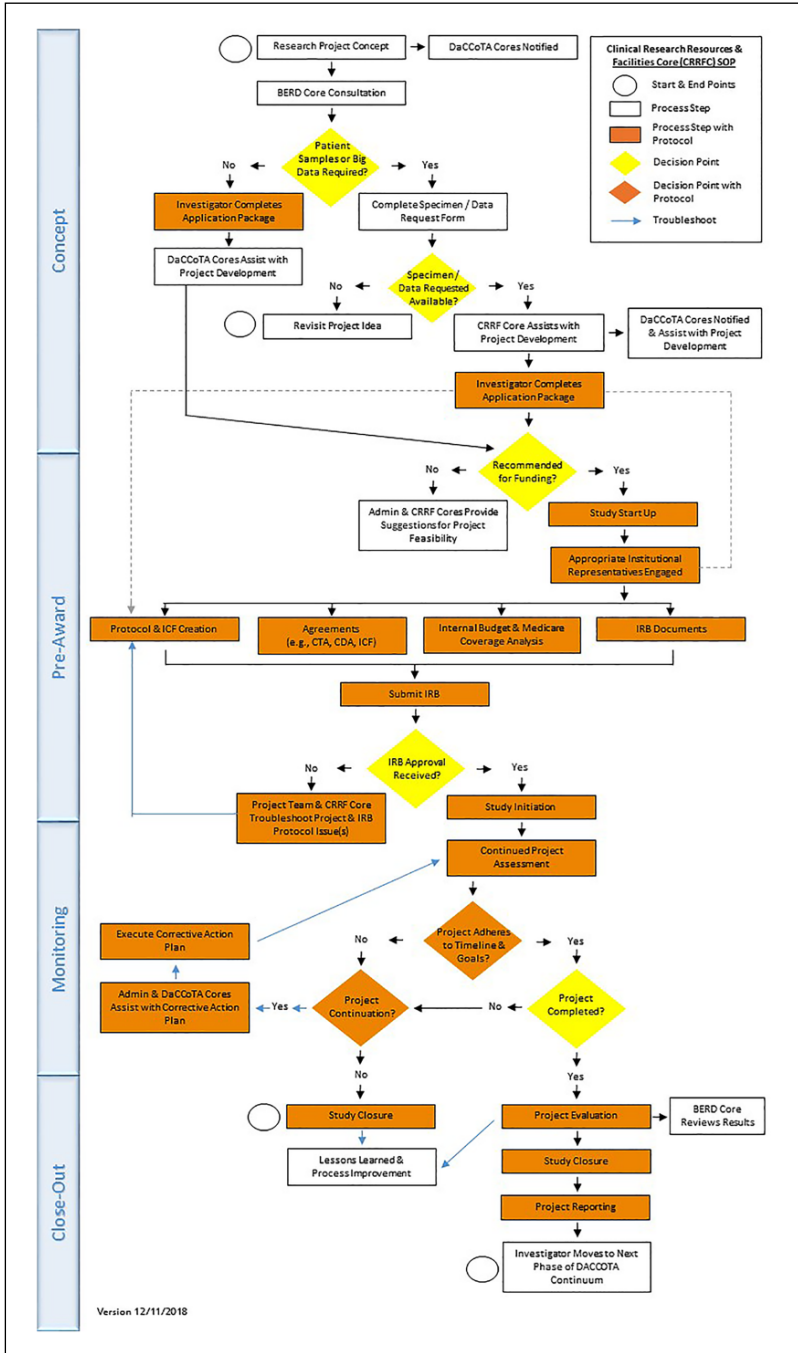 Research Project Concept
DaCCoTA Cores Notified
Clinical Research Resources &
Facilities Core (CRRFC) SOP
Start & End Points
Process Step
Process Step with
Protocol
Decision Point
Decision Point with
Protocol
Troubleshoot
BERD Core Consultation
Patient
Samples or Big
Data Required?
No
Yes
Investigator Completes
Application Package
Complete Specimen / Data
Request Form
DaCCoTA Cores Assist with
Project Development
Specimen /
Data Requested
Available?
No
Yes
Revisit Project Idea
CRRF Core Assists with
Project Development
DaCCoTA Cores Notified
& Assist with Project
Development
Investigator Completes
Application Package
Concept
Recommended
for Funding?
No
Yes
Admin & CRRF Cores Provide
Suggestions for Project
Feasibility
Study Start Up
Appropriate Institutional
Representatives Engaged
Protocol & ICF Creation
Agreements
(e.g., CTA, CDA, ICF)
Internal Budget & Medicare
Coverage Analysis
IRB Documents
Submit IRB
IRB Approval
Received?
No
Yes
Pre-Award
Project Team & CRRF Core
Troubleshoot Project & IRB
Protocol Issue(s)
Study Initiation
Continued Project
Assessment
Execute Corrective Action
Plan
Project Adheres
to Timeline &
Goals?
No
Yes
Admin & DaCCoTA Cores
Assist with Corrective Action
Plan
Yes
Project
Continuation?
No
Project
Completed?
No
Yes
Monitoring
Study Closure
Project Evaluation
BERD Core
Reviews Results
Lessons Learned &
Process Improvement
Study Closure
Project Reporting
Investigator Moves to Next
Phase of DACCOTA
Continuum
Close-Out
Version 12/11/2018